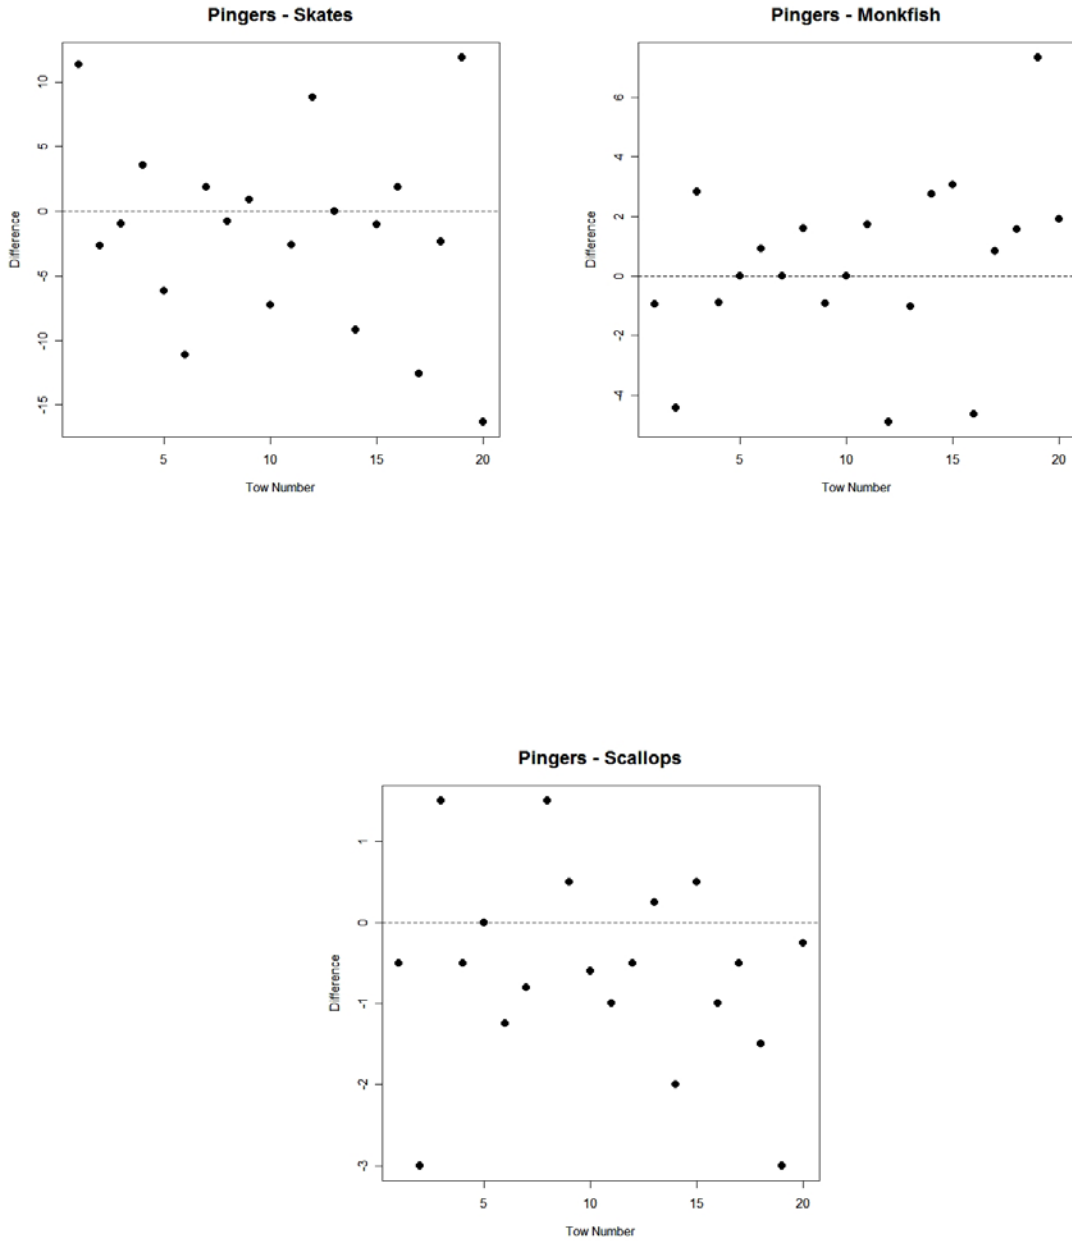 Pingers - Skates
10
5
0
-5
-10
-15
Difference
5 10 15 20
Tow Number
Pingers - Monkfish
6
4
2
0
-2
-4
Difference
5 10 15 20
Tow Number
Pingers - Scallops
1
0
-1
-2
-3
Difference
5 10 15 20
Tow Number